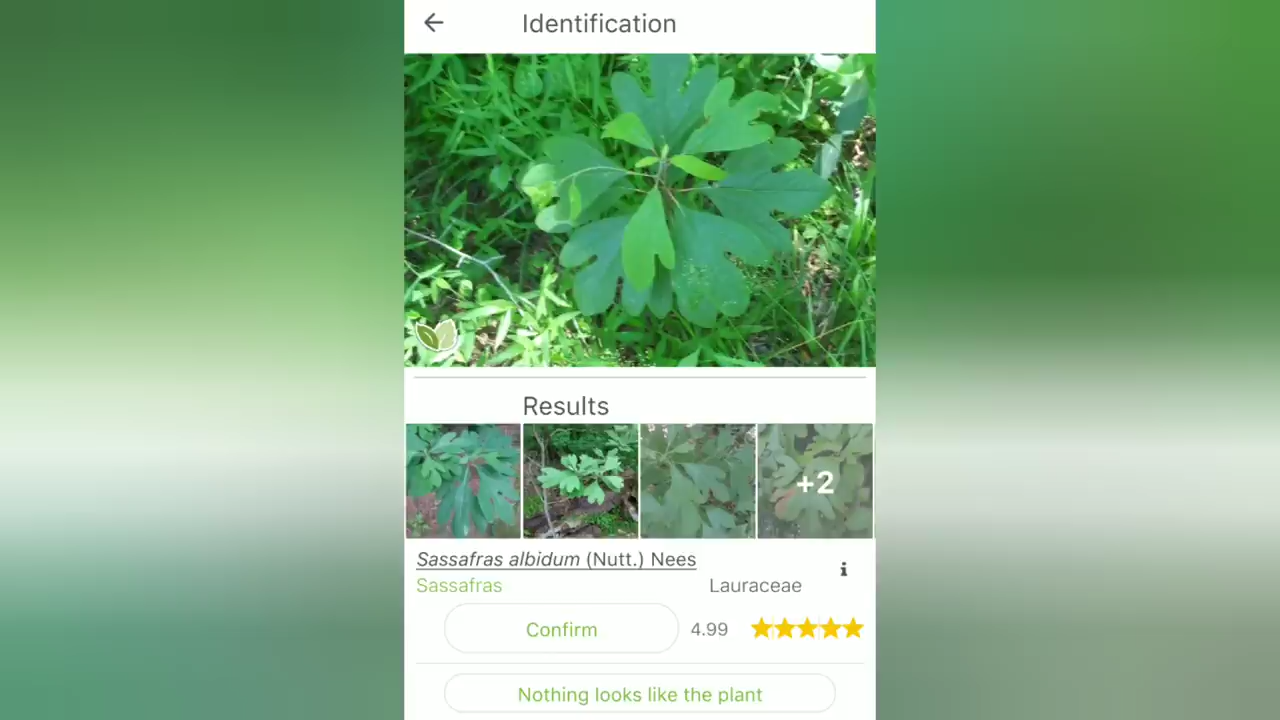 Identification
Results
+2
Sassafras albidum (Nutt.) Nees
Sassafras
Lauraceae
Confirm
4.99
Nothing looks like the plant